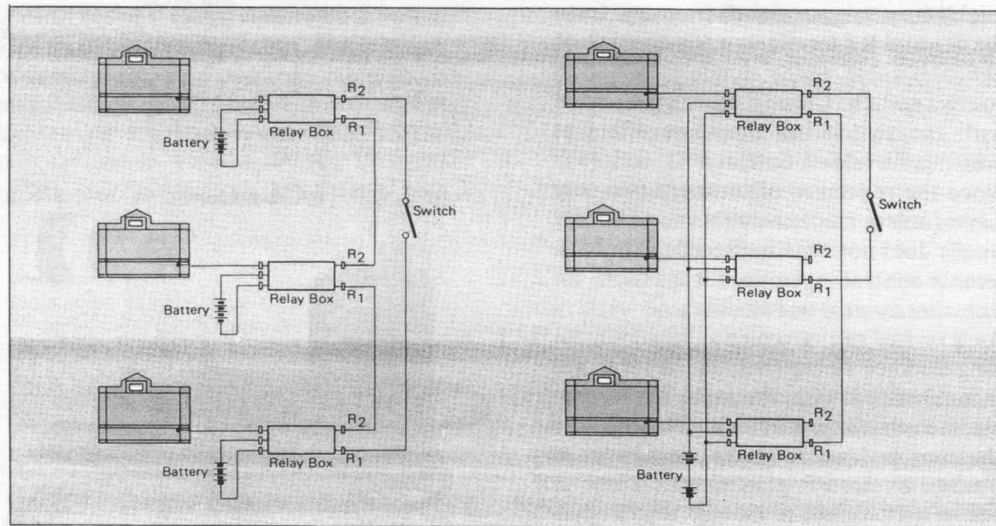 R2
R1
Relay Box
Battery
Switch
R2
R1
Relay Box
Battery
R2
R1
Relay Box
Battery
R2
R1
Relay Box
Switch
R2
R1
Relay Box
R2
R1
Relay Box
Battery